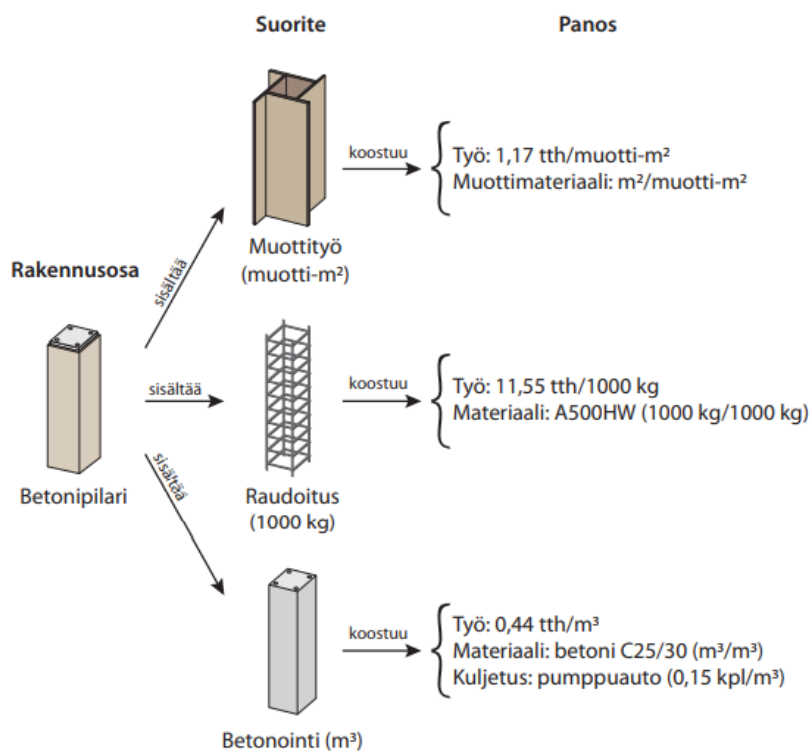 Suorite
Panos
koostuu
Työ: 1,17 tth/muotti-m²
Muottimateriaali: m²/muotti-m²
Muottityö
(muotti-m²)
sisältää
Rakennusosa
sisältää
koostuu
Työ: 11,55 tth/1000 kg
Materiaali: A500HW (1000 kg/1000 kg)
Betonipilari
Raudoitus
(1000 kg)
sisältää
koostuu
Työ: 0,44 tth/m³
Materiaali: betoni C25/30 (m³/m³)
Kuljetus: pumppuauto (0,15 kpl/m³)
Betonointi (m³)